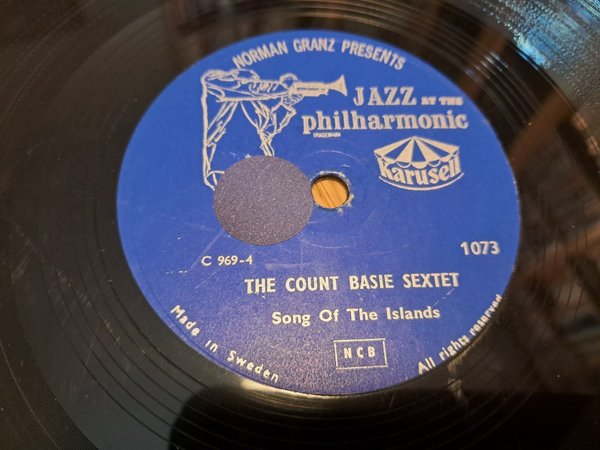 NORMAN GRANZ PRESENTS
JAZZ AT THE
philharmonic
TRADEMARK
Karusell
C 969-4
1073
THE COUNT BASIE SEXTET
Song Of The Islands
NCB
Made in Sweden
All rights reserved